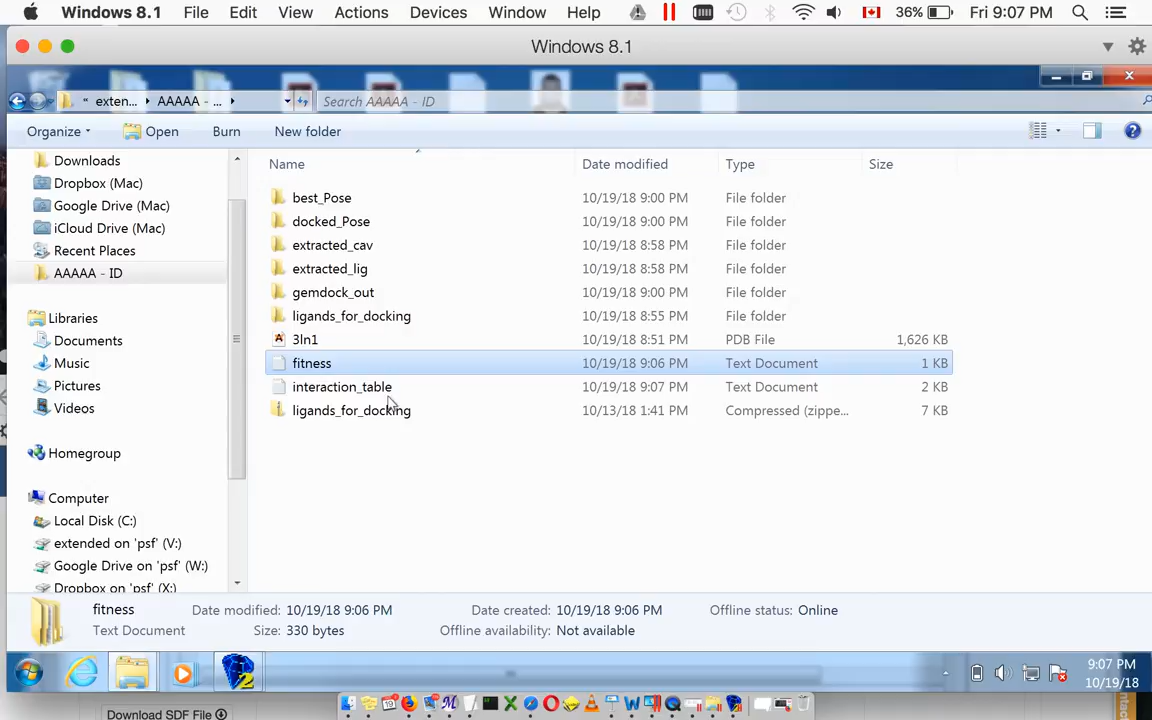 Windows 8.1 File Edit View Actions Devices Window Help 36% Fri 9:07 PM
Windows 8.1
« exten... AAAAA - ... Search AAAAA - ID
Organize Open Burn New folder
Name Date modified Type Size
Downloads
Dropbox (Mac)
Google Drive (Mac)
iCloud Drive (Mac)
Recent Places
AAAAA - ID
Libraries
Documents
Music
Pictures
Videos
Homegroup
Computer
Local Disk (C:)
extended on 'psf' (V:)
Google Drive on 'psf' (W:)
Dropbox on 'psf' (X:)
best_Pose 10/19/18 9:00 PM File folder
docked_Pose 10/19/18 9:00 PM File folder
extracted_cav 10/19/18 8:58 PM File folder
extracted_lig 10/19/18 8:58 PM File folder
gemdock_out 10/19/18 9:00 PM File folder
ligands_for_docking 10/19/18 8:55 PM File folder
3ln1 10/19/18 8:51 PM PDB File 1,626 KB
fitness 10/19/18 9:06 PM Text Document 1 KB
interaction_table 10/19/18 9:07 PM Text Document 2 KB
ligands_for_docking 10/13/18 1:41 PM Compressed (zippe... 7 KB
fitness Date modified: 10/19/18 9:06 PM Date created: 10/19/18 9:06 PM Offline status: Online
Text Document Size: 330 bytes Offline availability: Not available
9:07 PM
10/19/18
Download SDF File